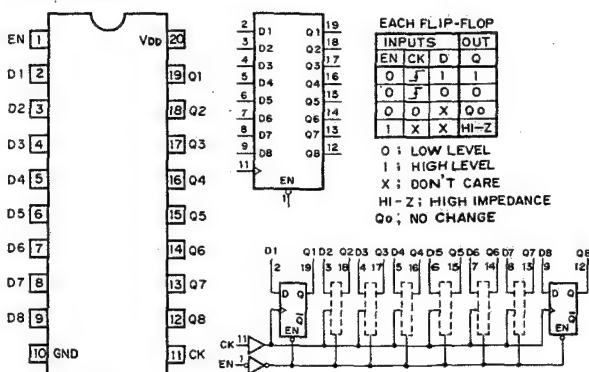 EN 1
D1 2
D2 3
D3 4
D4 5
D5 6
D6 7
D7 8
D8 9
10 GND
VDD 20
19 Q1
18 Q2
17 Q3
16 Q4
15 Q5
14 Q6
13 Q7
12 Q8
11 CK
2 D1 Q1 19
3 D2 Q2 18
4 D3 Q3 17
5 D4 Q4 16
6 D5 Q5 15
7 D6 Q6 14
8 D7 Q7 13
9 D8 Q8 12
11
EN
1
EACH FLIP-FLOP
INPUTS OUT
EN CK D Q
0 1 1
0 0 0
0 0 X Qo
1 X X HI-Z
0 ; LOW LEVEL
1 ; HIGH LEVEL
X ; DON'T CARE
HI-Z ; HIGH IMPEDANCE
Qo ; NO CHANGE
D1 Q1 D2 Q2 D3 Q3 D4 Q4 D5 Q5 D6 Q6 D7 Q7 D8 Q8
2 19 3 18 4 17 5 16 6 15 7 14 8 13 9 12
D Q
Q̅
EN
D Q
Q̅
EN
CK 11
EN 1